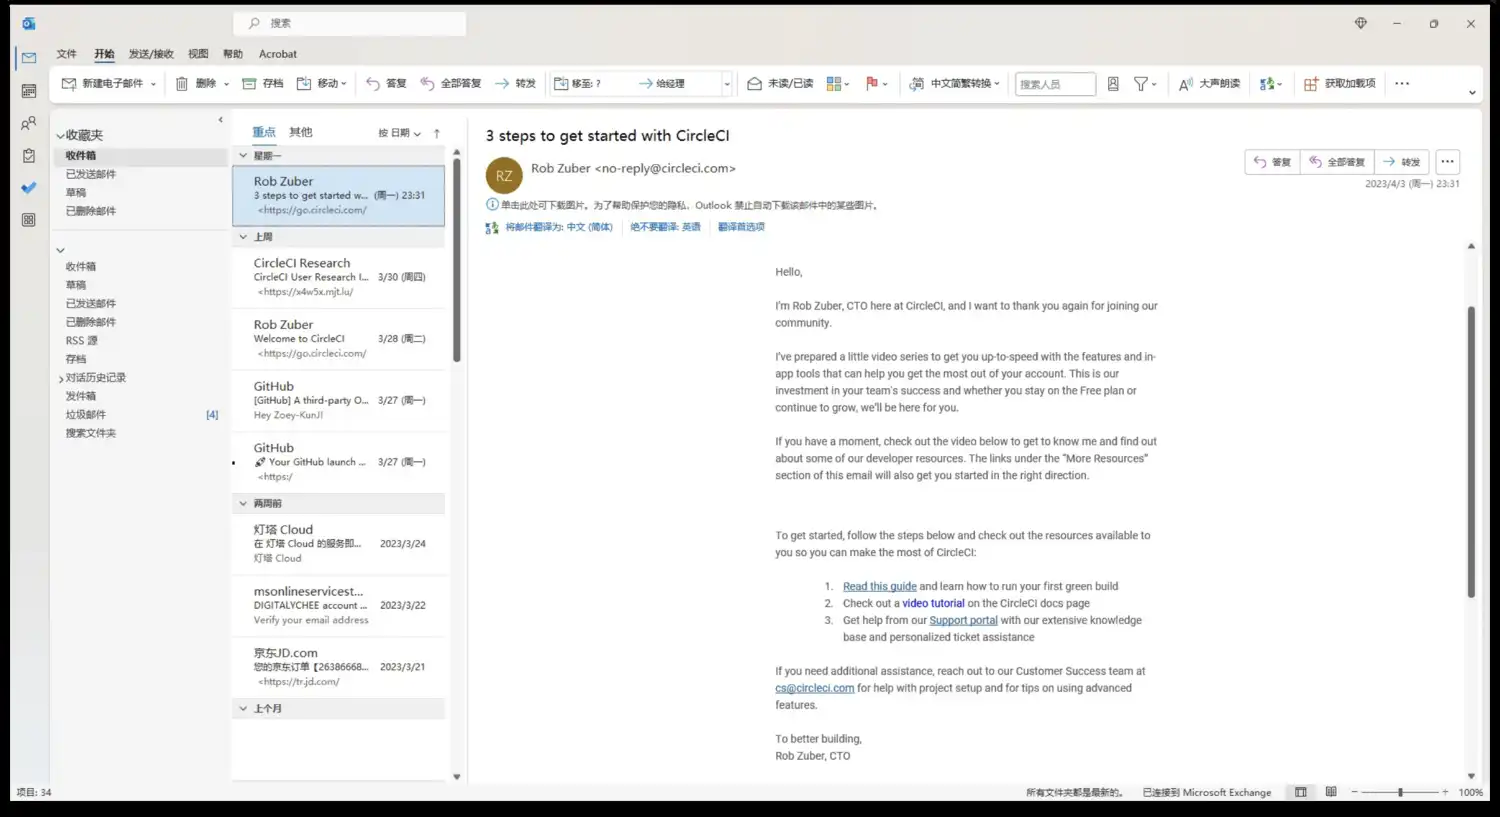 搜索
文件 开始 发送/接收 视图 帮助 Acrobat
新建电子邮件 删除 存档 移动 答复 全部答复 转发 移至: ? 给经理 未读/已读 中文简繁转换 搜索人员 大声朗读 获取加载项
收藏夹
收件箱
已发送邮件
草稿
已删除邮件
收件箱
草稿
已发送邮件
已删除邮件
RSS 源
存档
对话历史记录
发件箱
垃圾邮件 [4]
搜索文件夹
重点 其他 按 日期
星期一
Rob Zuber
3 steps to get started w... (周一) 23:31
<https://go.circleci.com/
上周
CircleCI Research
CircleCI User Research I... 3/30 (周四)
<https://x4w5x.mjt.lu/
Rob Zuber
Welcome to CircleCI 3/28 (周二)
<https://go.circleci.com/
GitHub
[GitHub] A third-party O... 3/27 (周一)
Hey Zoey-KunJ!
GitHub
🚀 Your GitHub launch ... 3/27 (周一)
<https:/
两周前
灯塔 Cloud
在 灯塔 Cloud 的服务即... 2023/3/24
灯塔 Cloud
msonlineservicest...
DIGITALYCHEE account ... 2023/3/22
Verify your email address
京东JD.com
您的京东订单【26386668... 2023/3/21
<https://tr.jd.com/
上个月
3 steps to get started with CircleCI
RZ
Rob Zuber <no-reply@circleci.com>
答复 全部答复 转发
2023/4/3 (周一) 23:31
单击此处可下载图片。为了帮助保护您的隐私，Outlook 禁止自动下载该邮件中的某些图片。
将邮件翻译为: 中文 (简体) 绝不要翻译: 英语 翻译首选项
Hello,
I'm Rob Zuber, CTO here at CircleCI, and I want to thank you again for joining our
community.
I've prepared a little video series to get you up-to-speed with the features and in-
app tools that can help you get the most out of your account. This is our
investment in your team's success and whether you stay on the Free plan or
continue to grow, we'll be here for you.
If you have a moment, check out the video below to get to know me and find out
about some of our developer resources. The links under the "More Resources"
section of this email will also get you started in the right direction.
To get started, follow the steps below and check out the resources available to
you so you can make the most of CircleCI:
1. Read this guide and learn how to run your first green build
2. Check out a video tutorial on the CircleCI docs page
3. Get help from our Support portal with our extensive knowledge
base and personalized ticket assistance
If you need additional assistance, reach out to our Customer Success team at
cs@circleci.com for help with project setup and for tips on using advanced
features.
To better building,
Rob Zuber, CTO
项目: 34
所有文件夹都是最新的。 已连接到 Microsoft Exchange 100%